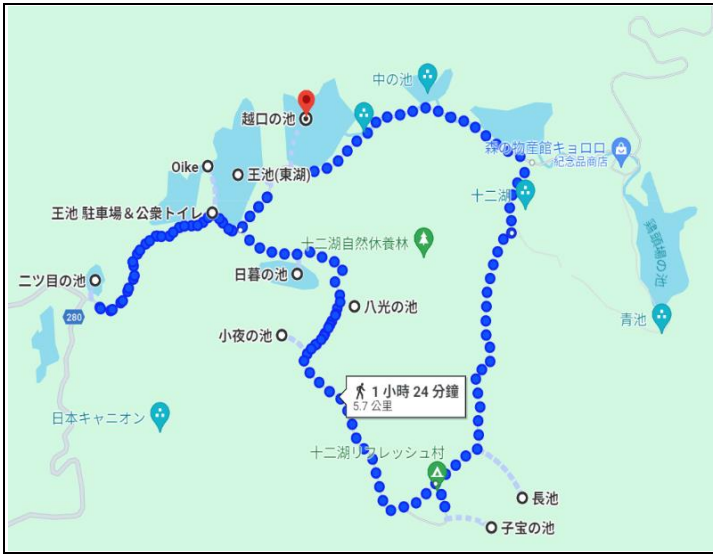 中の池
越口の池
森の物産館キョロロ
紀念品商店
Oike
王池(東湖)
十二湖
王池 駐車場＆公衆トイレ
鶏頭場の池
十二湖自然休養林
日暮の池
二ツ目の池
八光の池
280
青池
小夜の池
1 小時 24 分鐘
5.7 公里
日本キャニオン
十二湖リフレッシュ村
長池
子宝の池